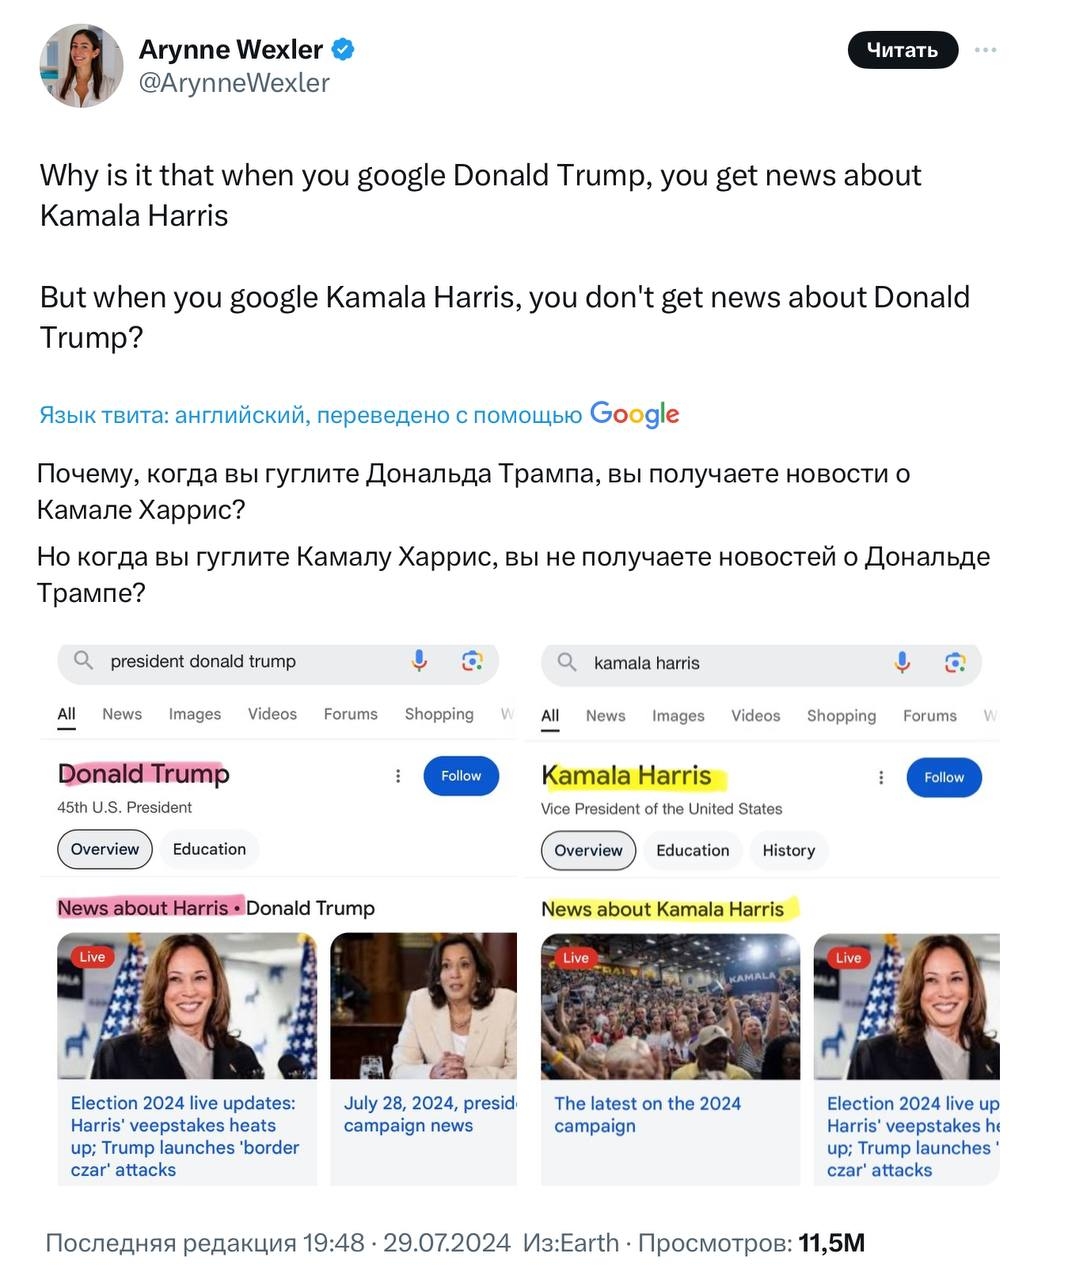 Arynne Wexler
@ArynneWexler
Читать
Why is it that when you google Donald Trump, you get news about
Kamala Harris
But when you google Kamala Harris, you don't get news about Donald
Trump?
Язык твита: английский, переведено с помощью Google
Почему, когда вы гуглите Дональда Трампа, вы получаете новости о
Камале Харрис?
Но когда вы гуглите Камалу Харрис, вы не получаете новостей о Дональде
Трампе?
president donald trump
All News Images Videos Forums Shopping W
Donald Trump
Follow
45th U.S. President
Overview Education
News about Harris • Donald Trump
Live
Election 2024 live updates:
Harris' veepstakes heats
up; Trump launches 'border
czar' attacks
July 28, 2024, presid
campaign news
kamala harris
All News Images Videos Shopping Forums W
Kamala Harris
Follow
Vice President of the United States
Overview Education History
News about Kamala Harris
Live
KAMALA
The latest on the 2024
campaign
Live
Election 2024 live up
Harris' veepstakes he
up; Trump launches '
czar' attacks
Последняя редакция 19:48 · 29.07.2024 Из:Earth · Просмотров: 11,5M